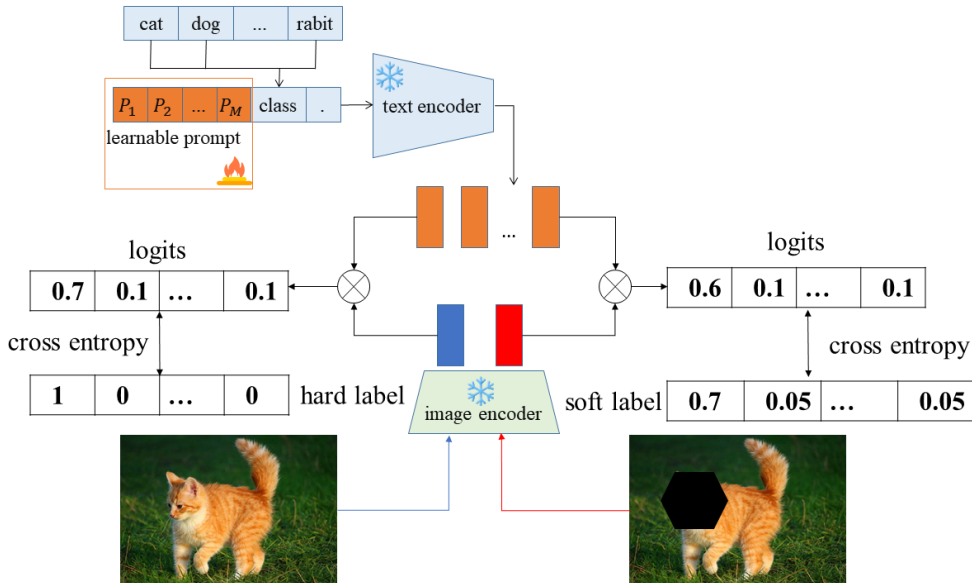 cat dog ... rabit
P₁ P₂ ... P_M class .
learnable prompt
text encoder
...
logits
logits
0.7 0.1 ... 0.1
0.6 0.1 ... 0.1
cross entropy
cross entropy
1 0 ... 0
hard label
image encoder
soft label
0.7 0.05 ... 0.05